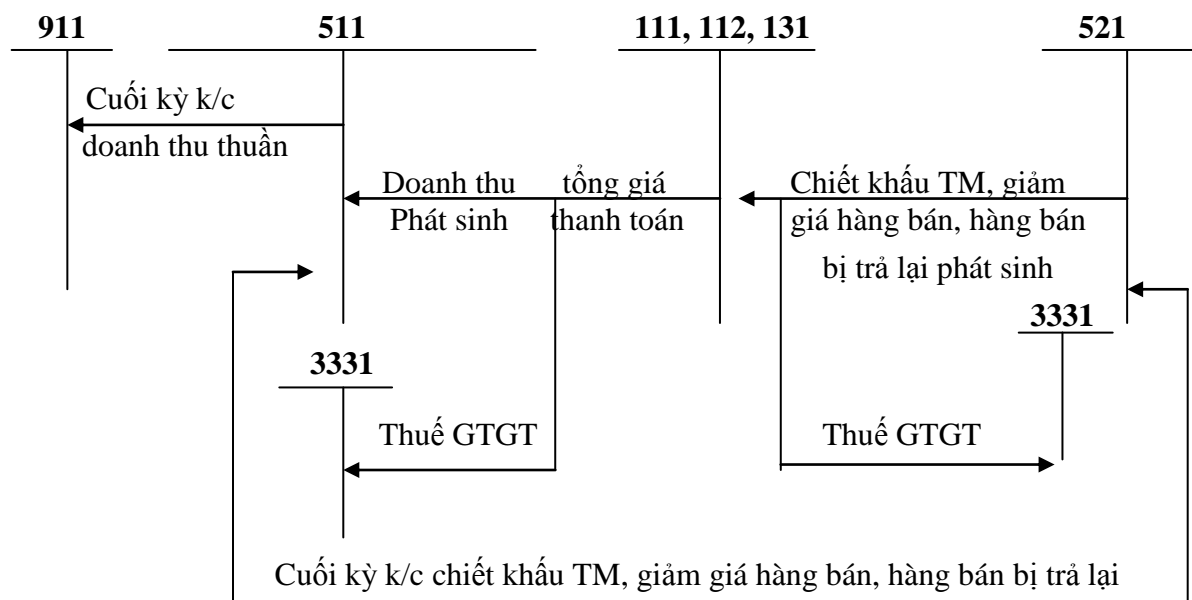 911
511
111, 112, 131
521
Cuối kỳ k/c
doanh thu thuần
Doanh thu
Phát sinh
tổng giá
thanh toán
Chiết khấu TM, giảm
giá hàng bán, hàng bán
bị trả lại phát sinh
3331
3331
Thuế GTGT
Thuế GTGT
Cuối kỳ k/c chiết khấu TM, giảm giá hàng bán, hàng bán bị trả lại